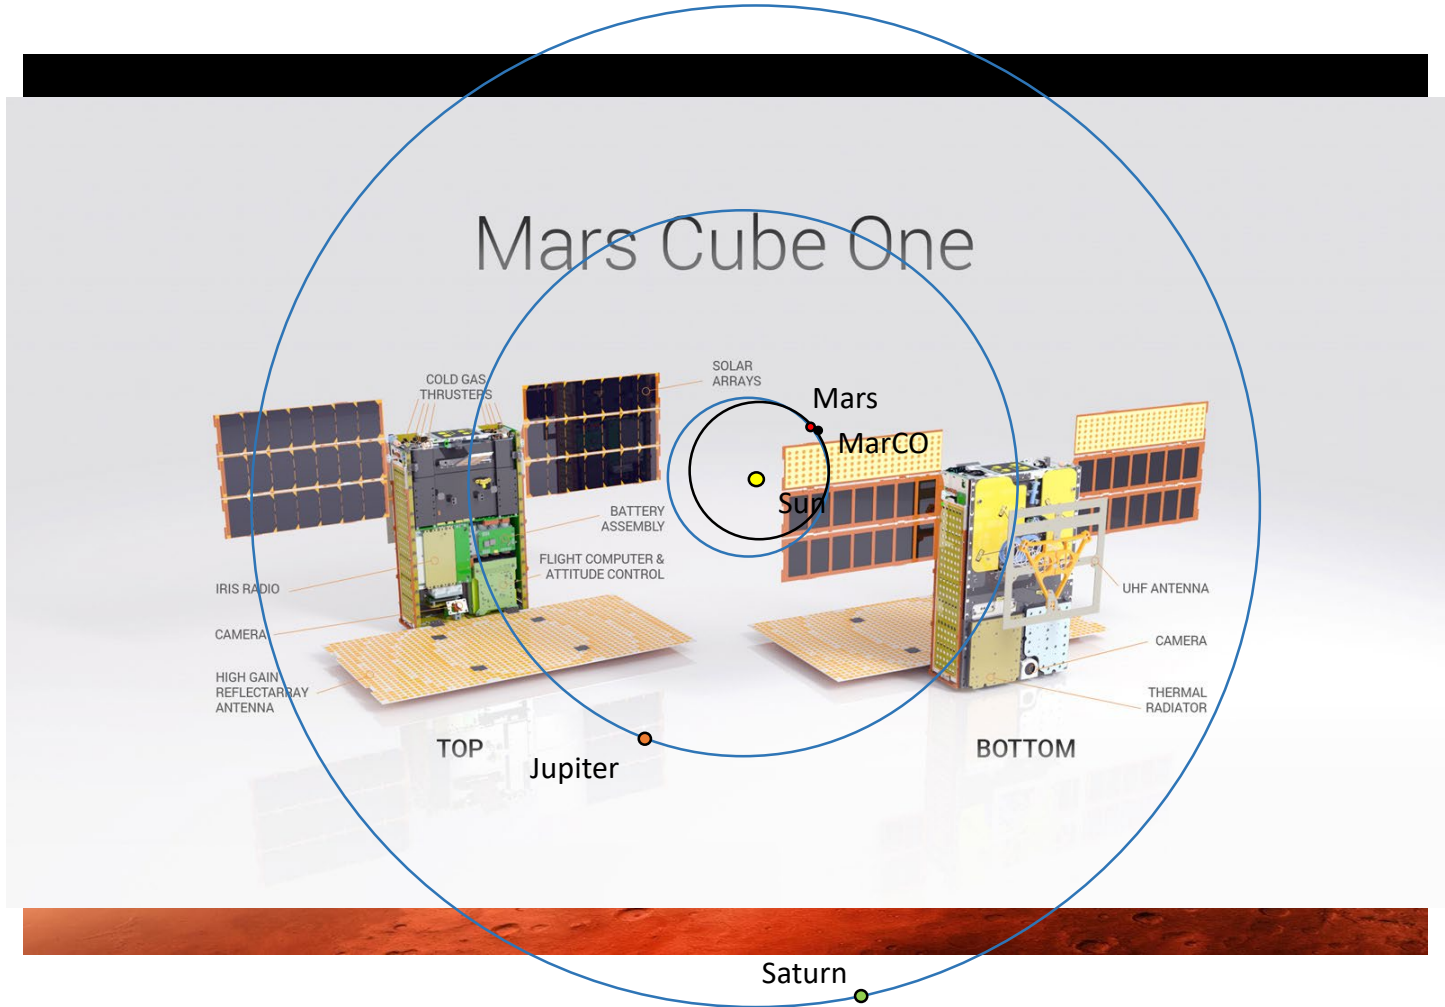 Mars Cube One
COLD GAS
THRUSTERS
SOLAR
ARRAYS
Mars
MarCO
Sun
BATTERY
ASSEMBLY
FLIGHT COMPUTER &
ATTITUDE CONTROL
IRIS RADIO
CAMERA
HIGH GAIN
REFLECTARRAY
ANTENNA
UHF ANTENNA
CAMERA
THERMAL
RADIATOR
TOP
BOTTOM
Jupiter
Saturn